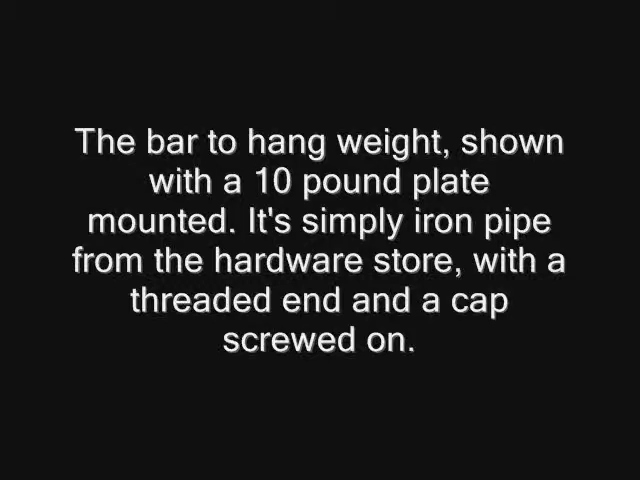 The bar to hang weight, shown
with a 10 pound plate
mounted. It's simply iron pipe
from the hardware store, with a
threaded end and a cap
screwed on.